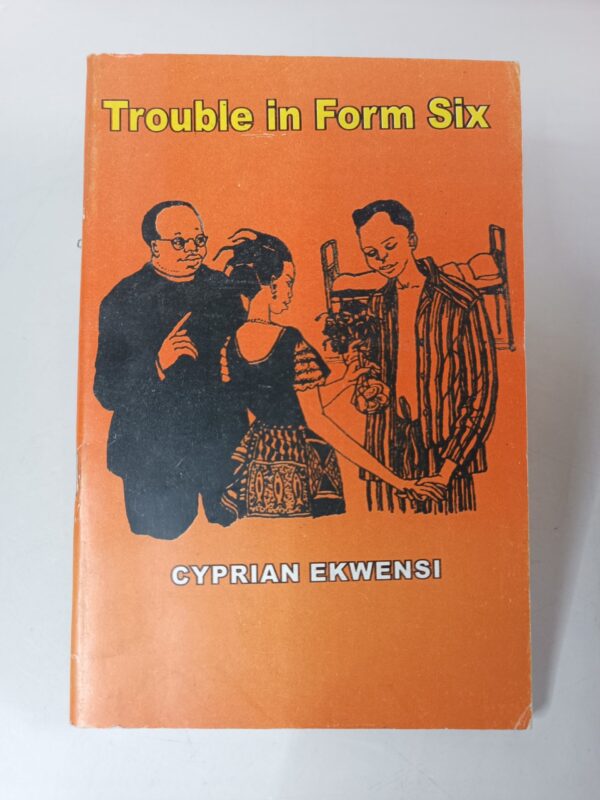 Trouble in Form Six
CYPRIAN EKWENSI